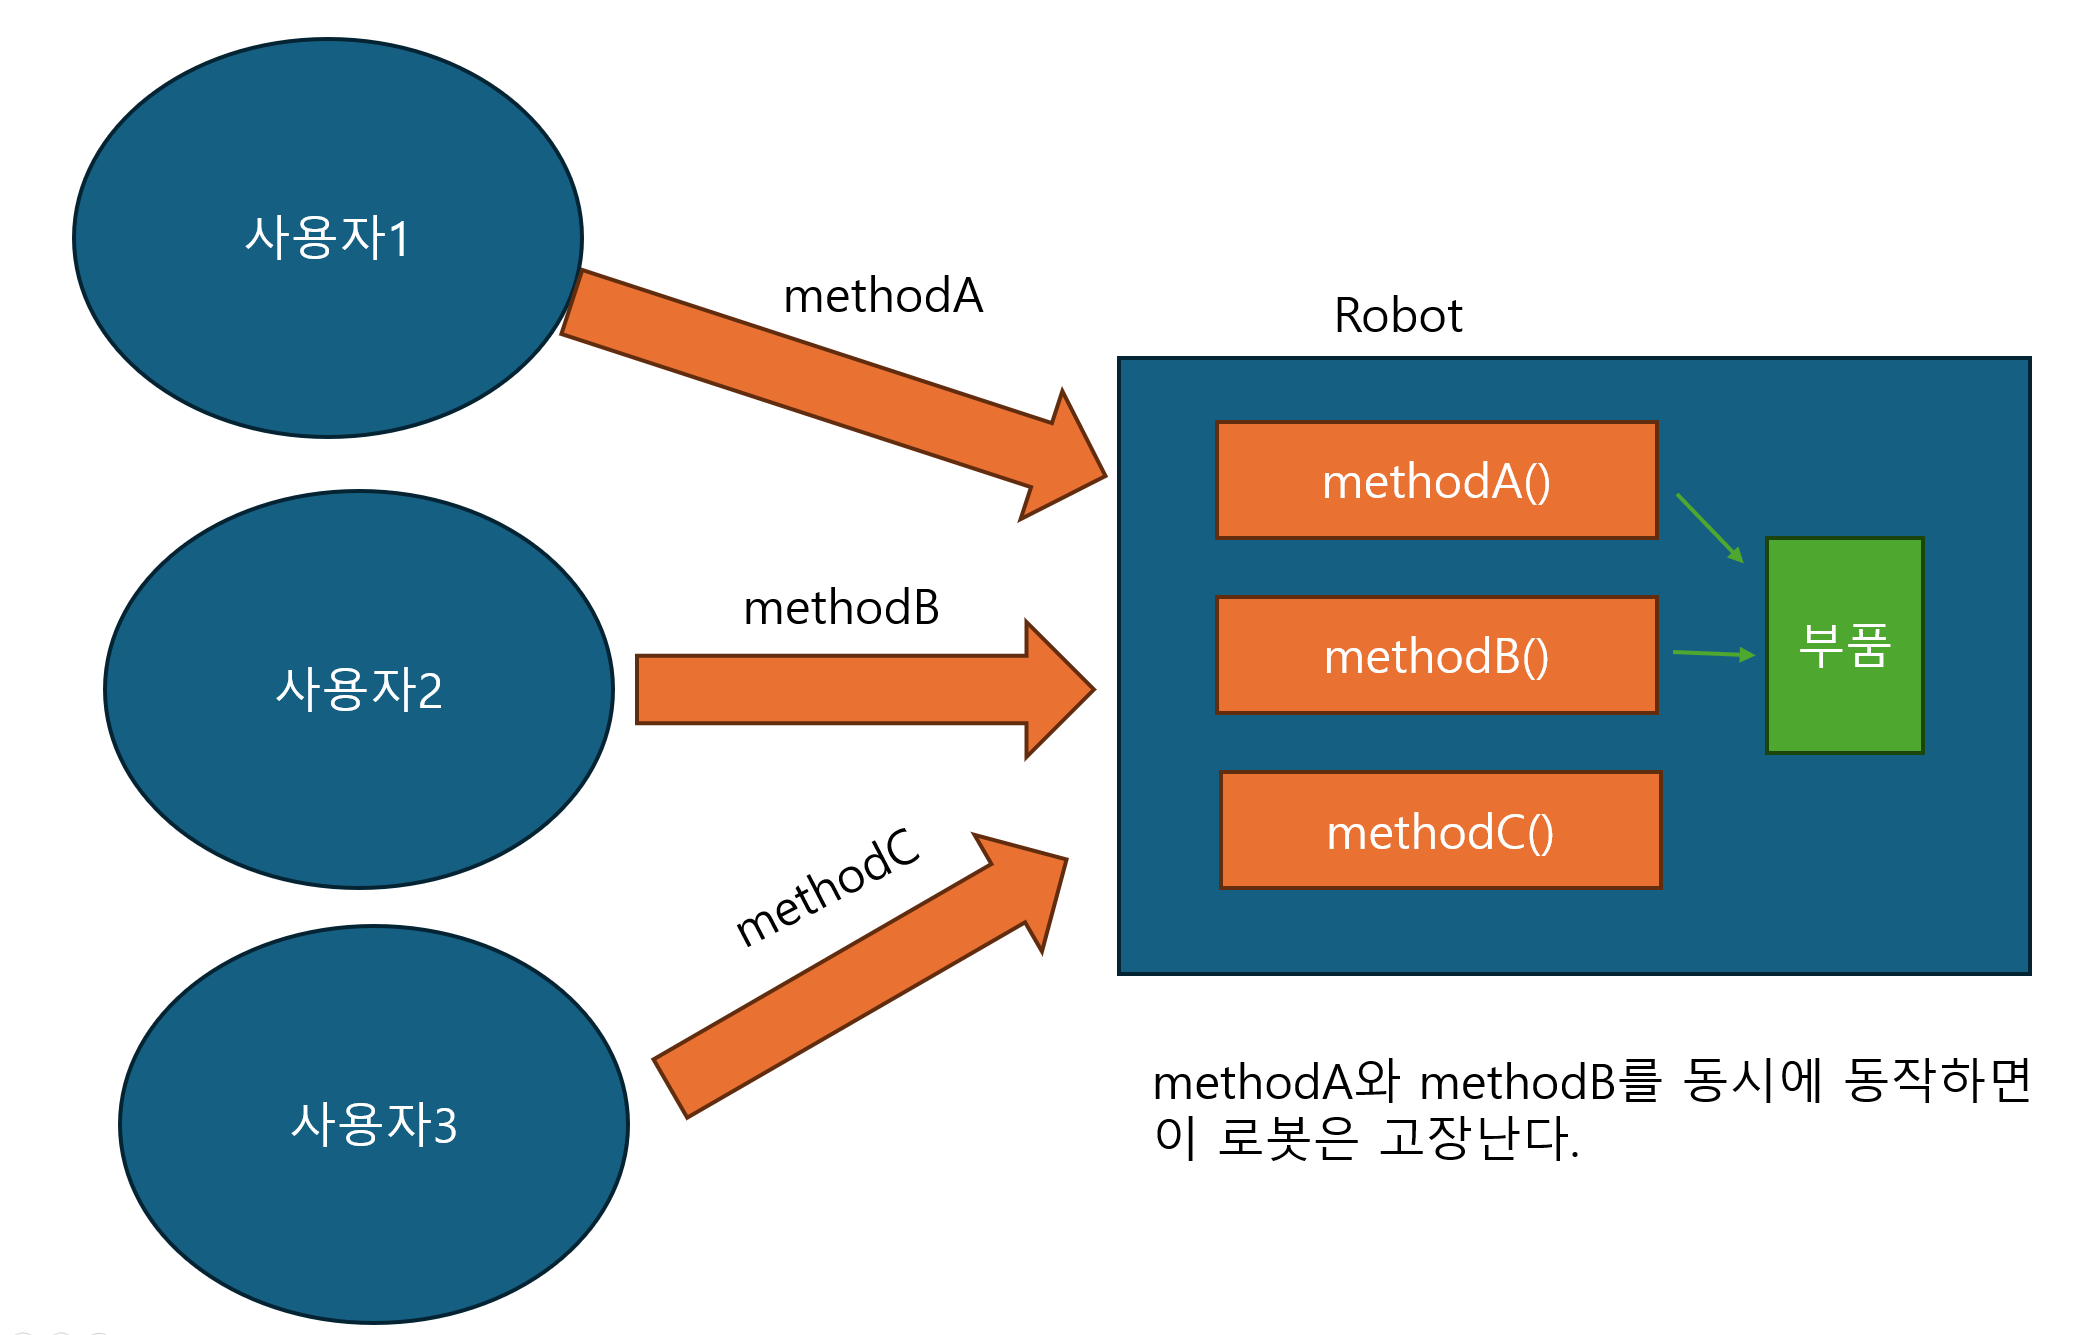 사용자1
methodA
Robot
methodA()
methodB
사용자2
methodB()
부품
methodC
methodC()
사용자3
methodA와 methodB를 동시에 동작하면
이 로봇은 고장난다.